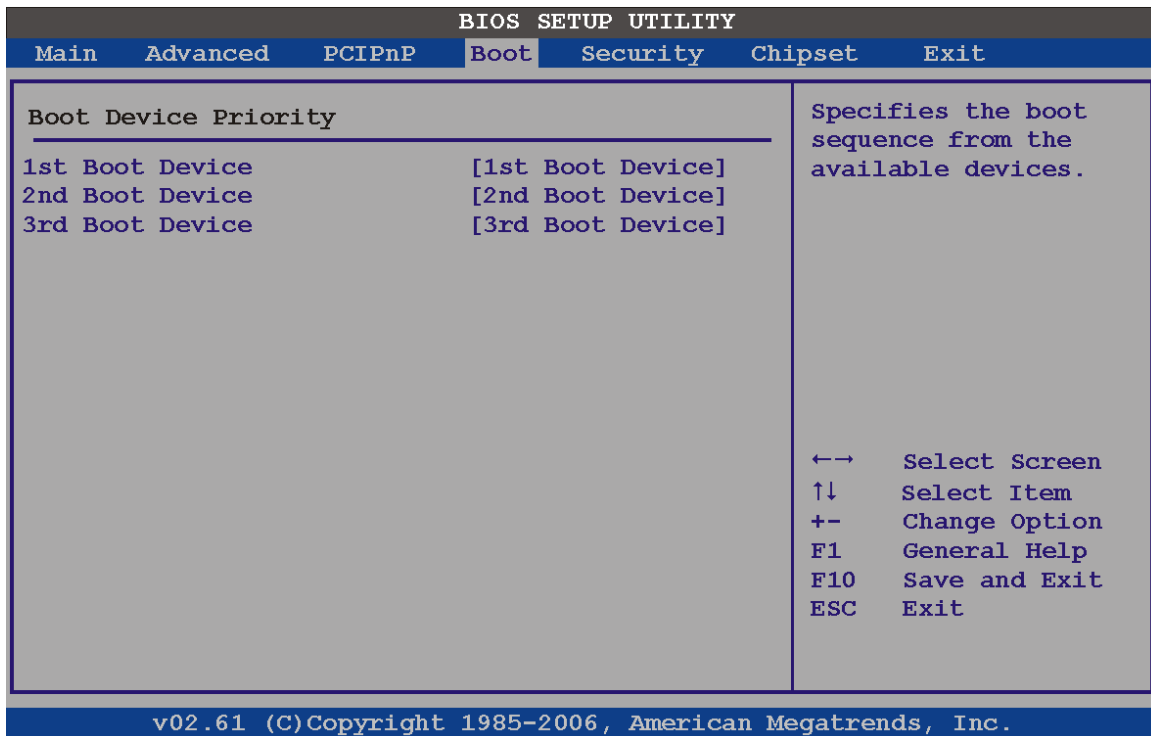 BIOS SETUP UTILITY
Main Advanced PCIPnP Boot Security Chipset Exit
Boot Device Priority
1st Boot Device [1st Boot Device]
2nd Boot Device [2nd Boot Device]
3rd Boot Device [3rd Boot Device]
Specifies the boot
sequence from the
available devices.
←→ Select Screen
↑↓ Select Item
+- Change Option
F1 General Help
F10 Save and Exit
ESC Exit
v02.61 (C)Copyright 1985-2006, American Megatrends, Inc.